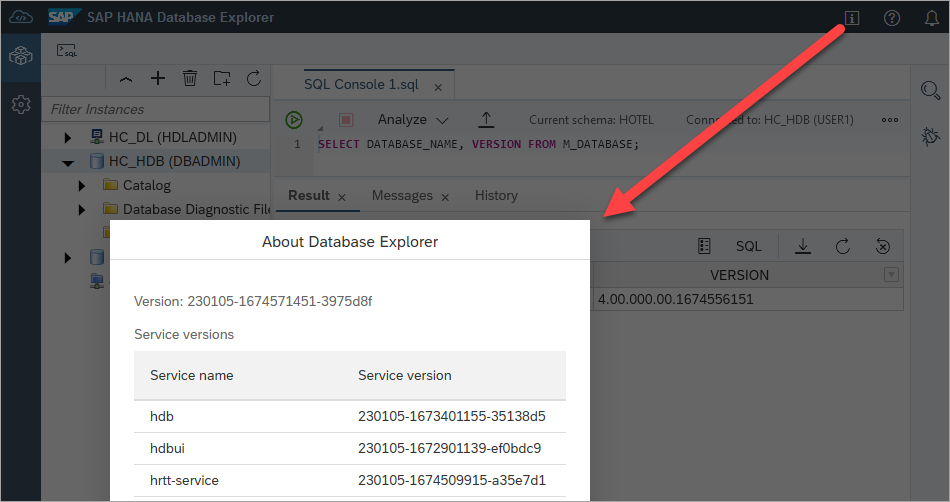 SAP SAP HANA Database Explorer
SQL
Filter Instances
HC_DL (HDLADMIN)
HC_HDB (DBADMIN)
Catalog
Database Diagnostic File
SQL Console 1.sql
Analyze
Current schema: HOTEL
Connected to: HC_HDB (USER1)
1 SELECT DATABASE_NAME, VERSION FROM M_DATABASE;
Result
Messages
History
SQL
VERSION
4.00.000.00.1674556151
About Database Explorer
Version: 230105-1674571451-3975d8f
Service versions
Service name Service version
hdb 230105-1673401155-35138d5
hdbui 230105-1672901139-ef0bdc9
hrtt-service 230105-1674509915-a35e7d1